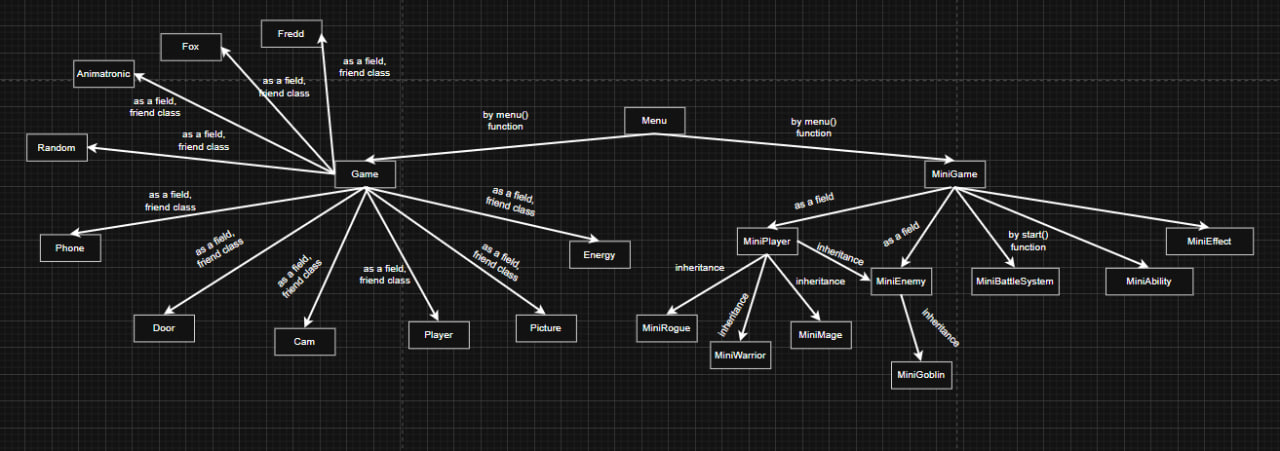 Fredd
Fox
as a field,
friend class
Animatronic
as a field,
friend class
as a field,
friend class
by menu()
function
Menu
by menu()
function
Random
as a field,
friend class
Game
MiniGame
as a field,
friend class
as a field,
friend class
as a field
Phone
as a field,
friend class
as a field,
friend class
Energy
MiniPlayer
inheritance
as a field
by start()
function
MiniEffect
as a field,
friend class
as a field,
friend class
inheritance
inheritance
MiniEnemy
MiniBattleSystem
MiniAbility
Door
Cam
Player
Picture
MiniRogue
inheritance
MiniMage
inheritance
MiniWarrior
MiniGoblin